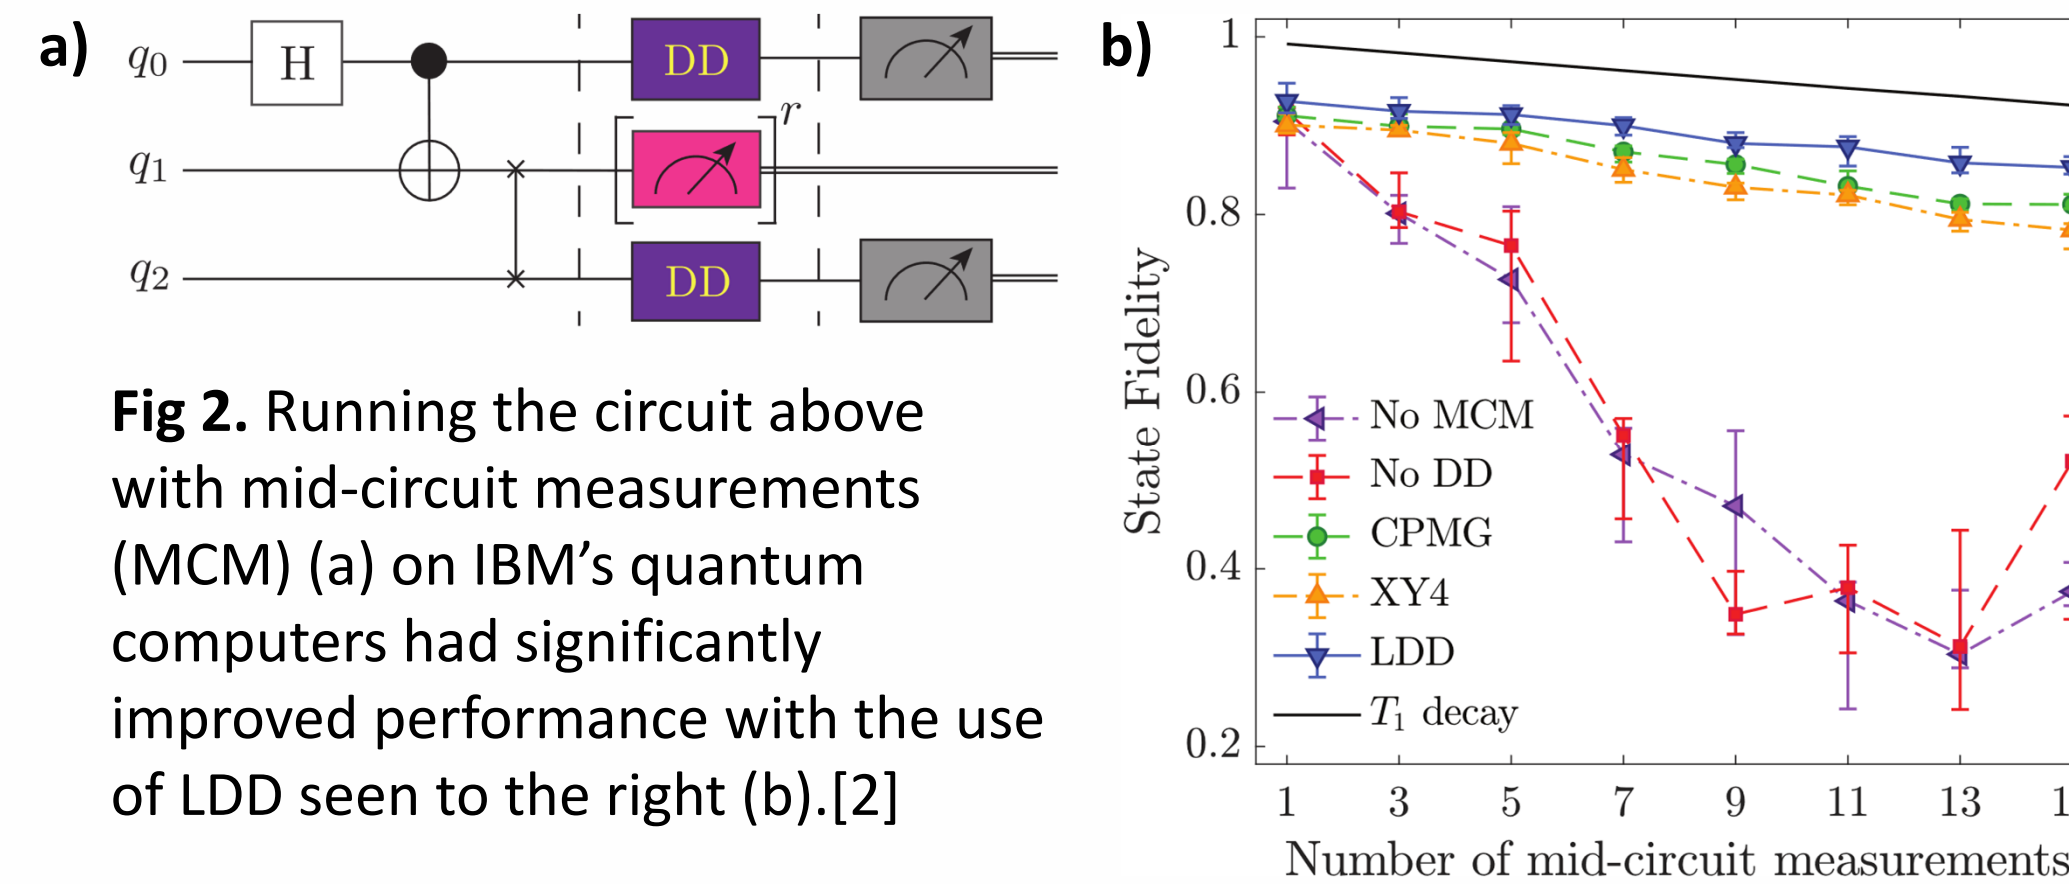 a)
q0
H
DD
r
q1
q2
DD
Fig 2. Running the circuit above
with mid-circuit measurements
(MCM) (a) on IBM’s quantum
computers had significantly
improved performance with the use
of LDD seen to the right (b).[2]
b)
State Fidelity
1
0.8
0.6
0.4
0.2
No MCM
No DD
CPMG
XY4
LDD
T1 decay
1 3 5 7 9 11 13
Number of mid-circuit measurements